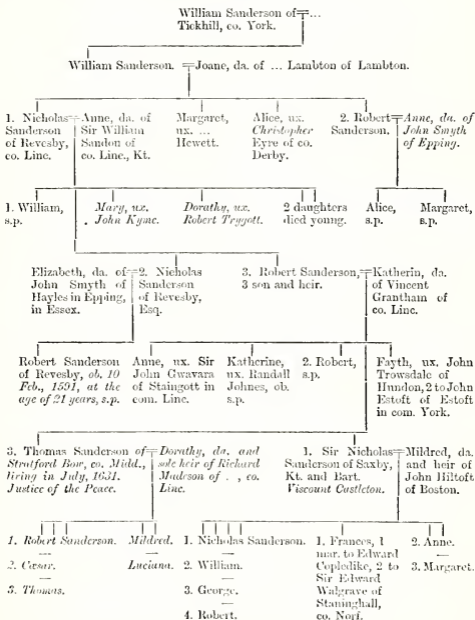 William Sanderson of=...
Tickhill, co. York.
William Sanderson. =Joane, da. of ... Lambton of Lambton.
1. Nicholas=Anne, da. of
Sanderson Sir William
of Revesby, Sandon of
co. Linc. co. Linc., Kt.
Margaret,
ux. ...
Hewett.
Alice, ux.
Christopher
Eyre of co.
Derby.
2. Robert=Anne, da. of
Sanderson. John Smyth
of Epping.
1. William,
s.p.
Mary, ux.
John Kyme.
Dorathy, ux.
Robert Trygott.
2 daughters
died young.
Alice,
s.p.
Margaret,
s.p.
Elizabeth, da. of=2. Nicholas
John Smyth of Sanderson
Hayles in Epping, of Revesby,
in Essex. Esq.
3. Robert Sanderson,=Katherin, da.
3 son and heir. of Vincent
Grantham of
co. Linc.
Robert Sanderson
of Revesby, ob. 10
Feb., 1591, at the
age of 21 years, s.p.
Anne, ux. Sir
John Gwavara
of Staingott in
com. Linc.
Katherine,
ux. Randall
Johnes, ob.
s.p.
2. Robert,
s.p.
Fayth, ux. John
Trowsdale of
Hundon, 2 to John
Estoft of Estoft
in com. York.
3. Thomas Sanderson of=Dorathy, da. and
Stratford Bow, co. Midd., sole heir of Richard
living in July, 1631. Madeson of . , co.
Justice of the Peace. Linc.
1. Sir Nicholas=Mildred, da.
Sanderson of Saxby, and heir of
Kt. and Bart. John Hiltoft
Viscount Castleton. of Boston.
1. Robert Sanderson.
—
2. Cæsar.
—
3. Thomas.
Mildred.
—
Luciana.
1. Nicholas Sanderson.
—
2. William.
—
3. George.
—
4. Robert.
1. Frances, 1
mar. to Edward
Copledike, 2 to
Sir Edward
Walgrave of
Staninghall,
co. Norf.
2. Anne.
—
3. Margaret.